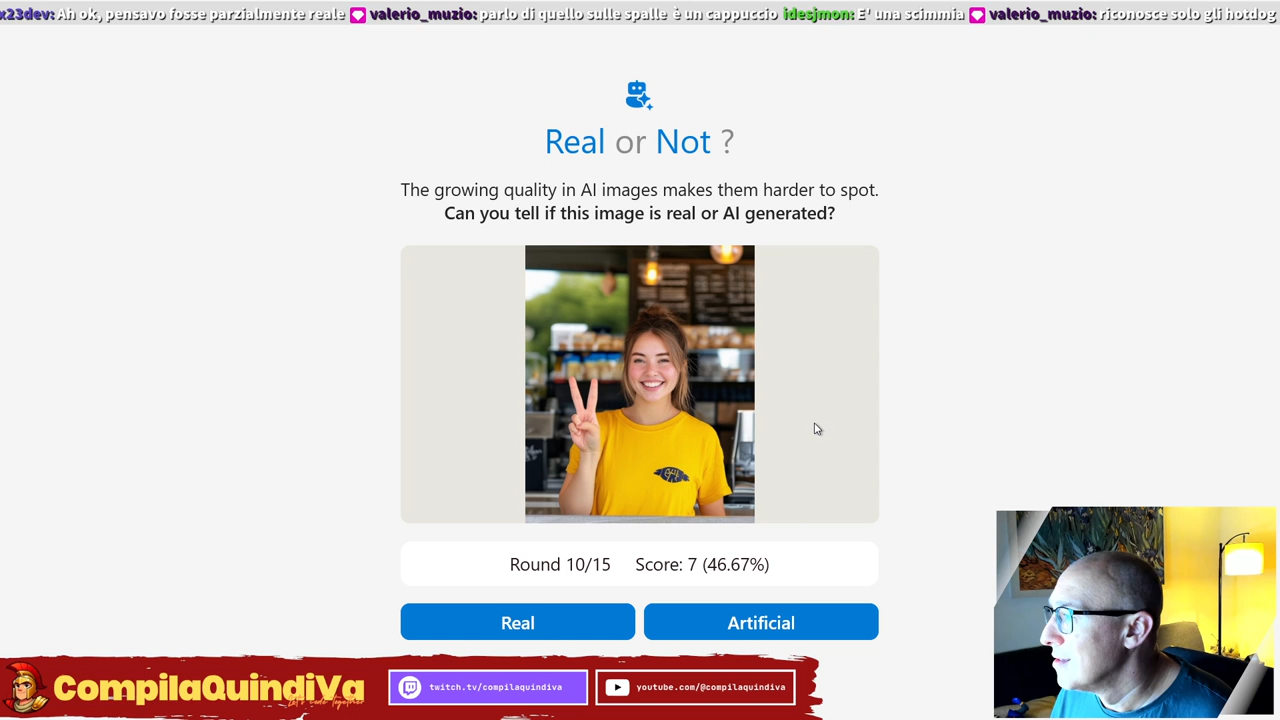 x23dev: Ah ok, pensavo fosse parzialmente reale valerio_muzio: parlo di quello sulle spalle è un cappuccio idesjmon: E' una scimmia valerio_muzio: riconosce solo gli hotdog
Real or Not ?
The growing quality in AI images makes them harder to spot.
Can you tell if this image is real or AI generated?
Round 10/15 Score: 7 (46.67%)
Real Artificial
CompilaQuindiVa
Let's code Together
twitch.tv/compilaquindiva
youtube.com/@compilaquindiva